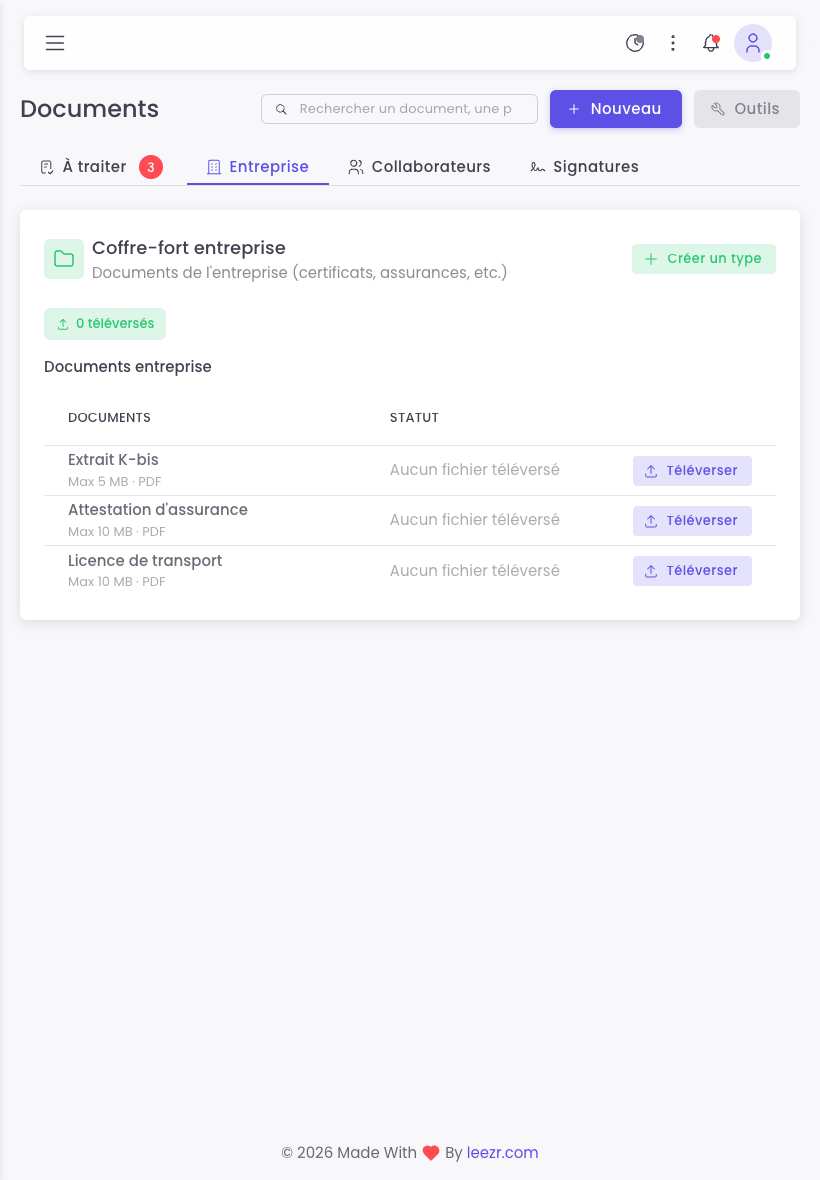 Documents
Rechercher un document, une p
Nouveau
Outils
À traiter 3
Entreprise
Collaborateurs
Signatures
Coffre-fort entreprise
Documents de l'entreprise (certificats, assurances, etc.)
Créer un type
0 téléversés
Documents entreprise
DOCUMENTS STATUT
Extrait K-bis
Max 5 MB · PDF
Aucun fichier téléversé
Téléverser
Attestation d'assurance
Max 10 MB · PDF
Aucun fichier téléversé
Téléverser
Licence de transport
Max 10 MB · PDF
Aucun fichier téléversé
Téléverser
© 2026 Made With By leezr.com